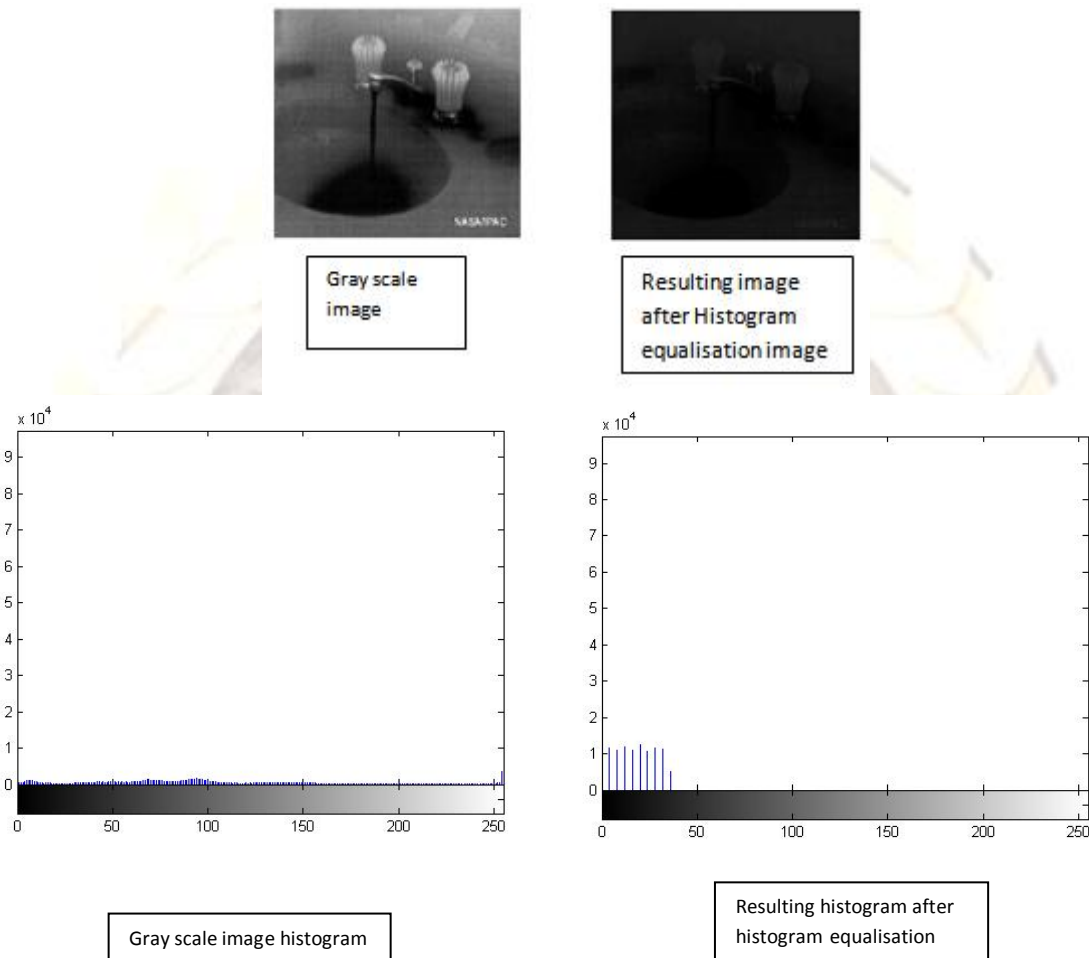 NASA/IPAC
Gray scale
image
Resulting image
after Histogram
equalisation image
x 10^4
9
8
7
6
5
4
3
2
1
0
0 50 100 150 200 250
x 10^4
9
8
7
6
5
4
3
2
1
0
0 50 100 150 200 250
Gray scale image histogram
Resulting histogram after
histogram equalisation